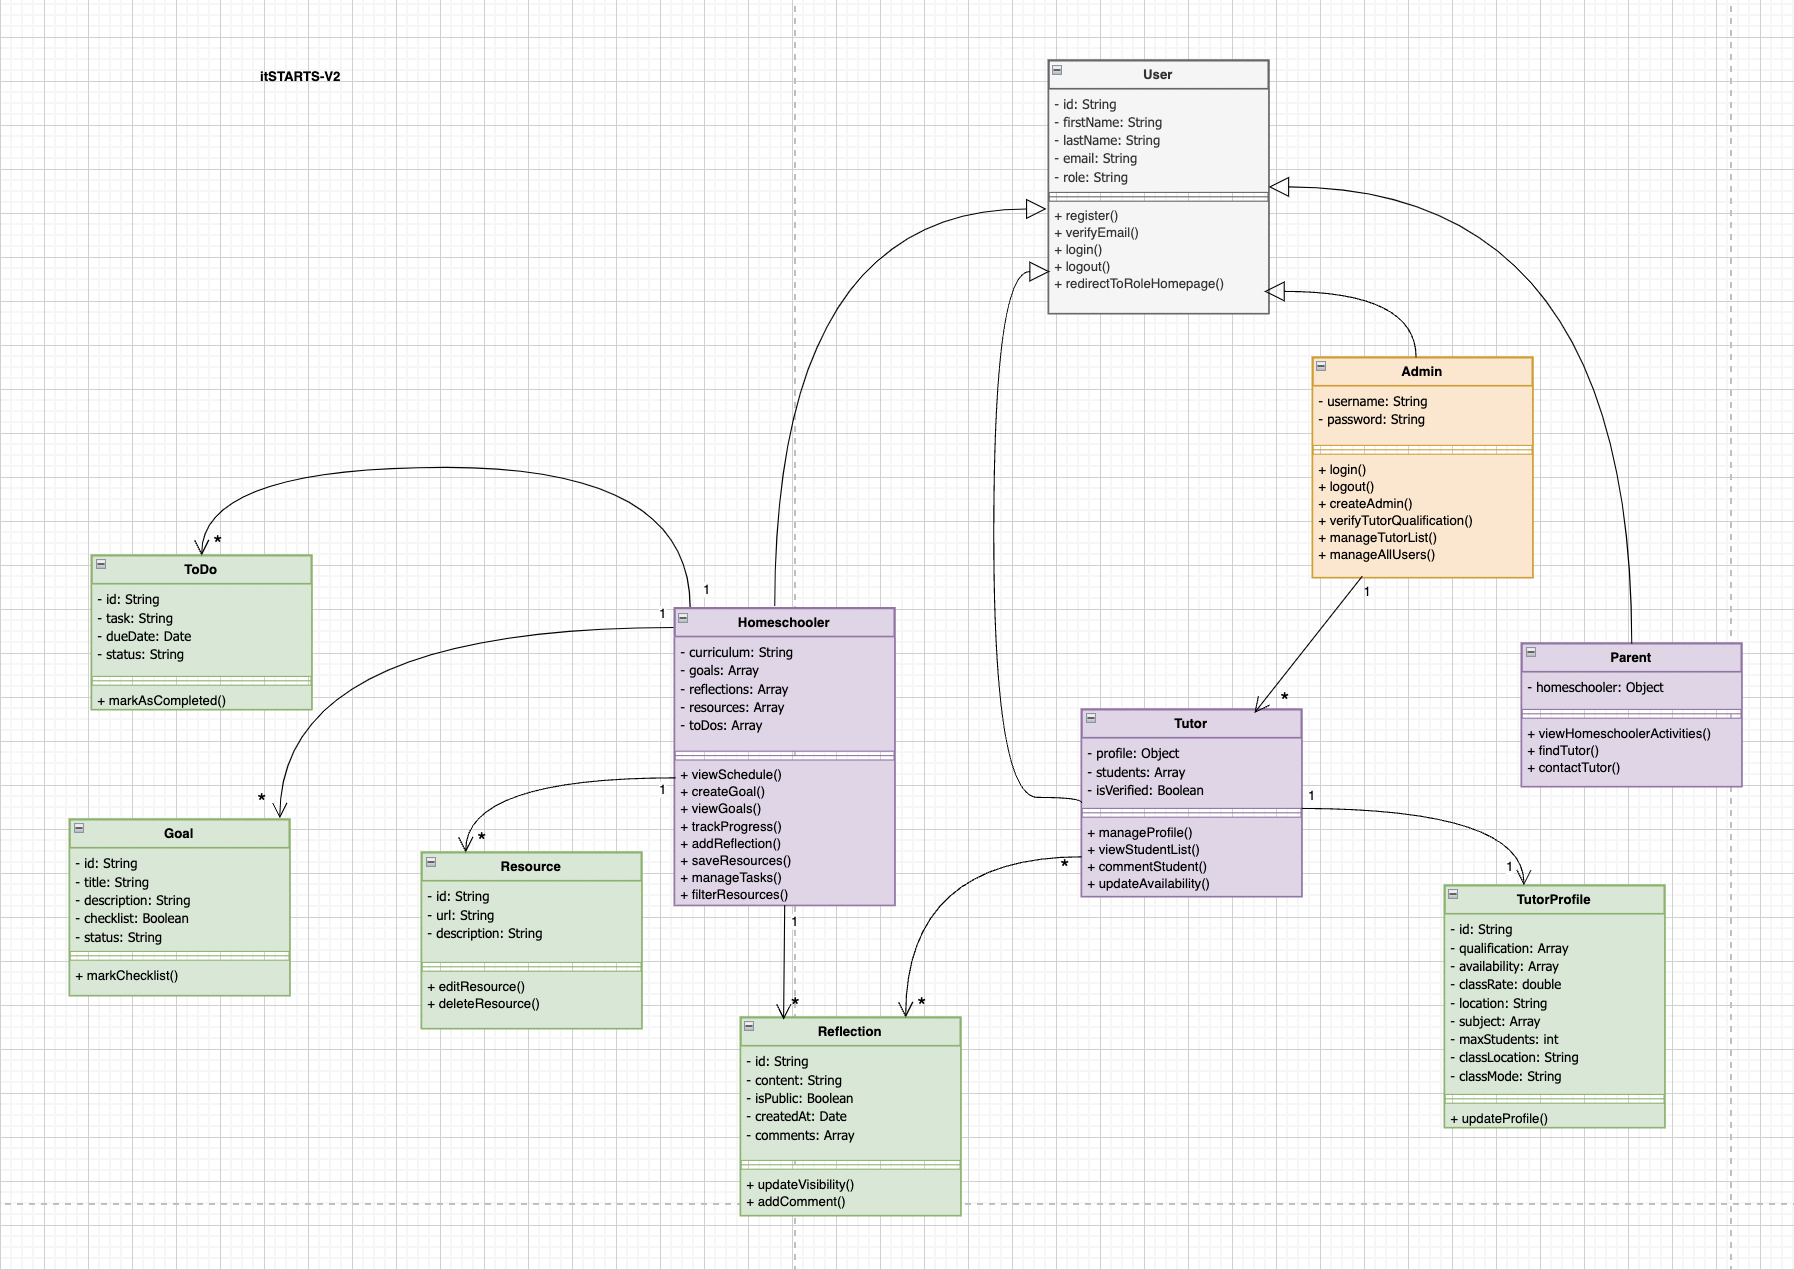 itSTARTS-V2
User
- id: String
- firstName: String
- lastName: String
- email: String
- role: String
+ register()
+ verifyEmail()
+ login()
+ logout()
+ redirectToRoleHomepage()
Admin
- username: String
- password: String
+ login()
+ logout()
+ createAdmin()
+ verifyTutorQualification()
+ manageTutorList()
+ manageAllUsers()
1
*
*
ToDo
- id: String
- task: String
- dueDate: Date
- status: String
+ markAsCompleted()
1
1
Homeschooler
- curriculum: String
- goals: Array
- reflections: Array
- resources: Array
- toDos: Array
+ viewSchedule()
+ createGoal()
+ viewGoals()
+ trackProgress()
+ addReflection()
+ saveResources()
+ manageTasks()
+ filterResources()
1
1
Parent
- homeschooler: Object
+ viewHomeschoolerActivities()
+ findTutor()
+ contactTutor()
Tutor
- profile: Object
- students: Array
- isVerified: Boolean
+ manageProfile()
+ viewStudentList()
+ commentStudent()
+ updateAvailability()
1
*
1
*
Goal
- id: String
- title: String
- description: String
- checklist: Boolean
- status: String
+ markChecklist()
*
Resource
- id: String
- url: String
- description: String
+ editResource()
+ deleteResource()
*
*
Reflection
- id: String
- content: String
- isPublic: Boolean
- createdAt: Date
- comments: Array
+ updateVisibility()
+ addComment()
TutorProfile
- id: String
- qualification: Array
- availability: Array
- classRate: double
- location: String
- subject: Array
- maxStudents: int
- classLocation: String
- classMode: String
+ updateProfile()